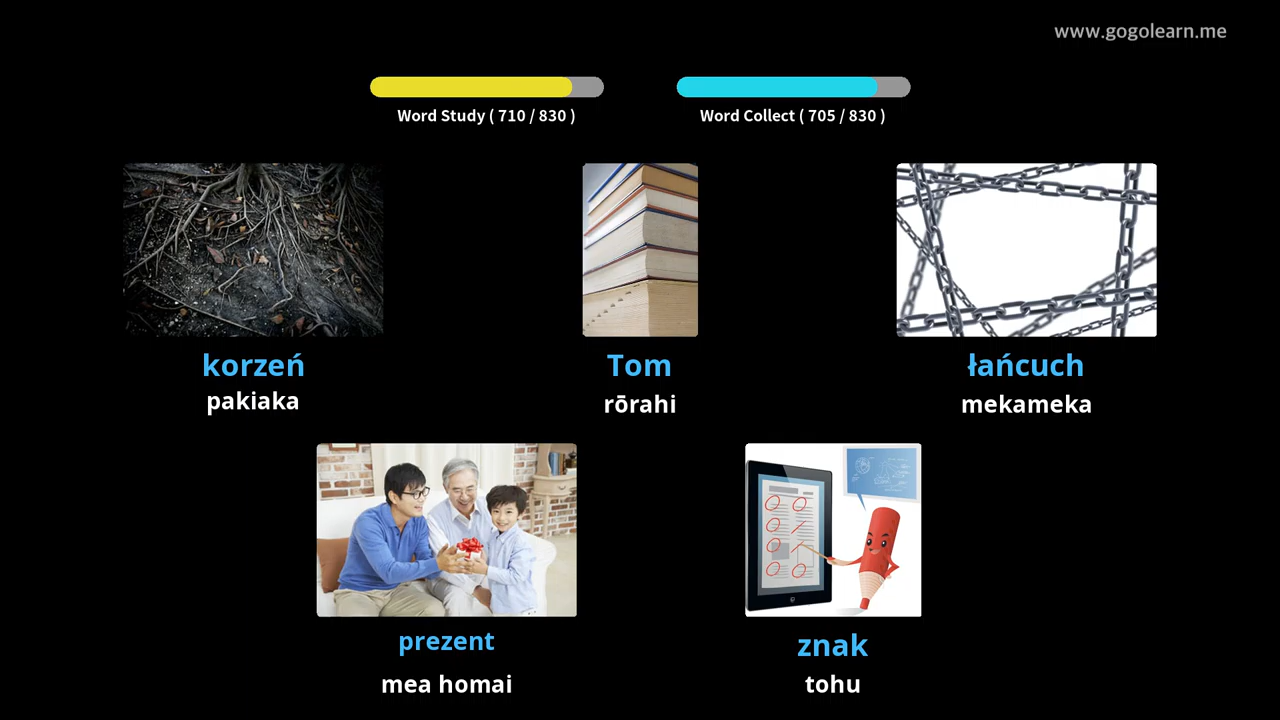 www.gogolearn.me
Word Study ( 710 / 830 )
Word Collect ( 705 / 830 )
korzeń
pakiaka
Tom
rōrahi
łańcuch
mekameka
prezent
mea homai
znak
tohu